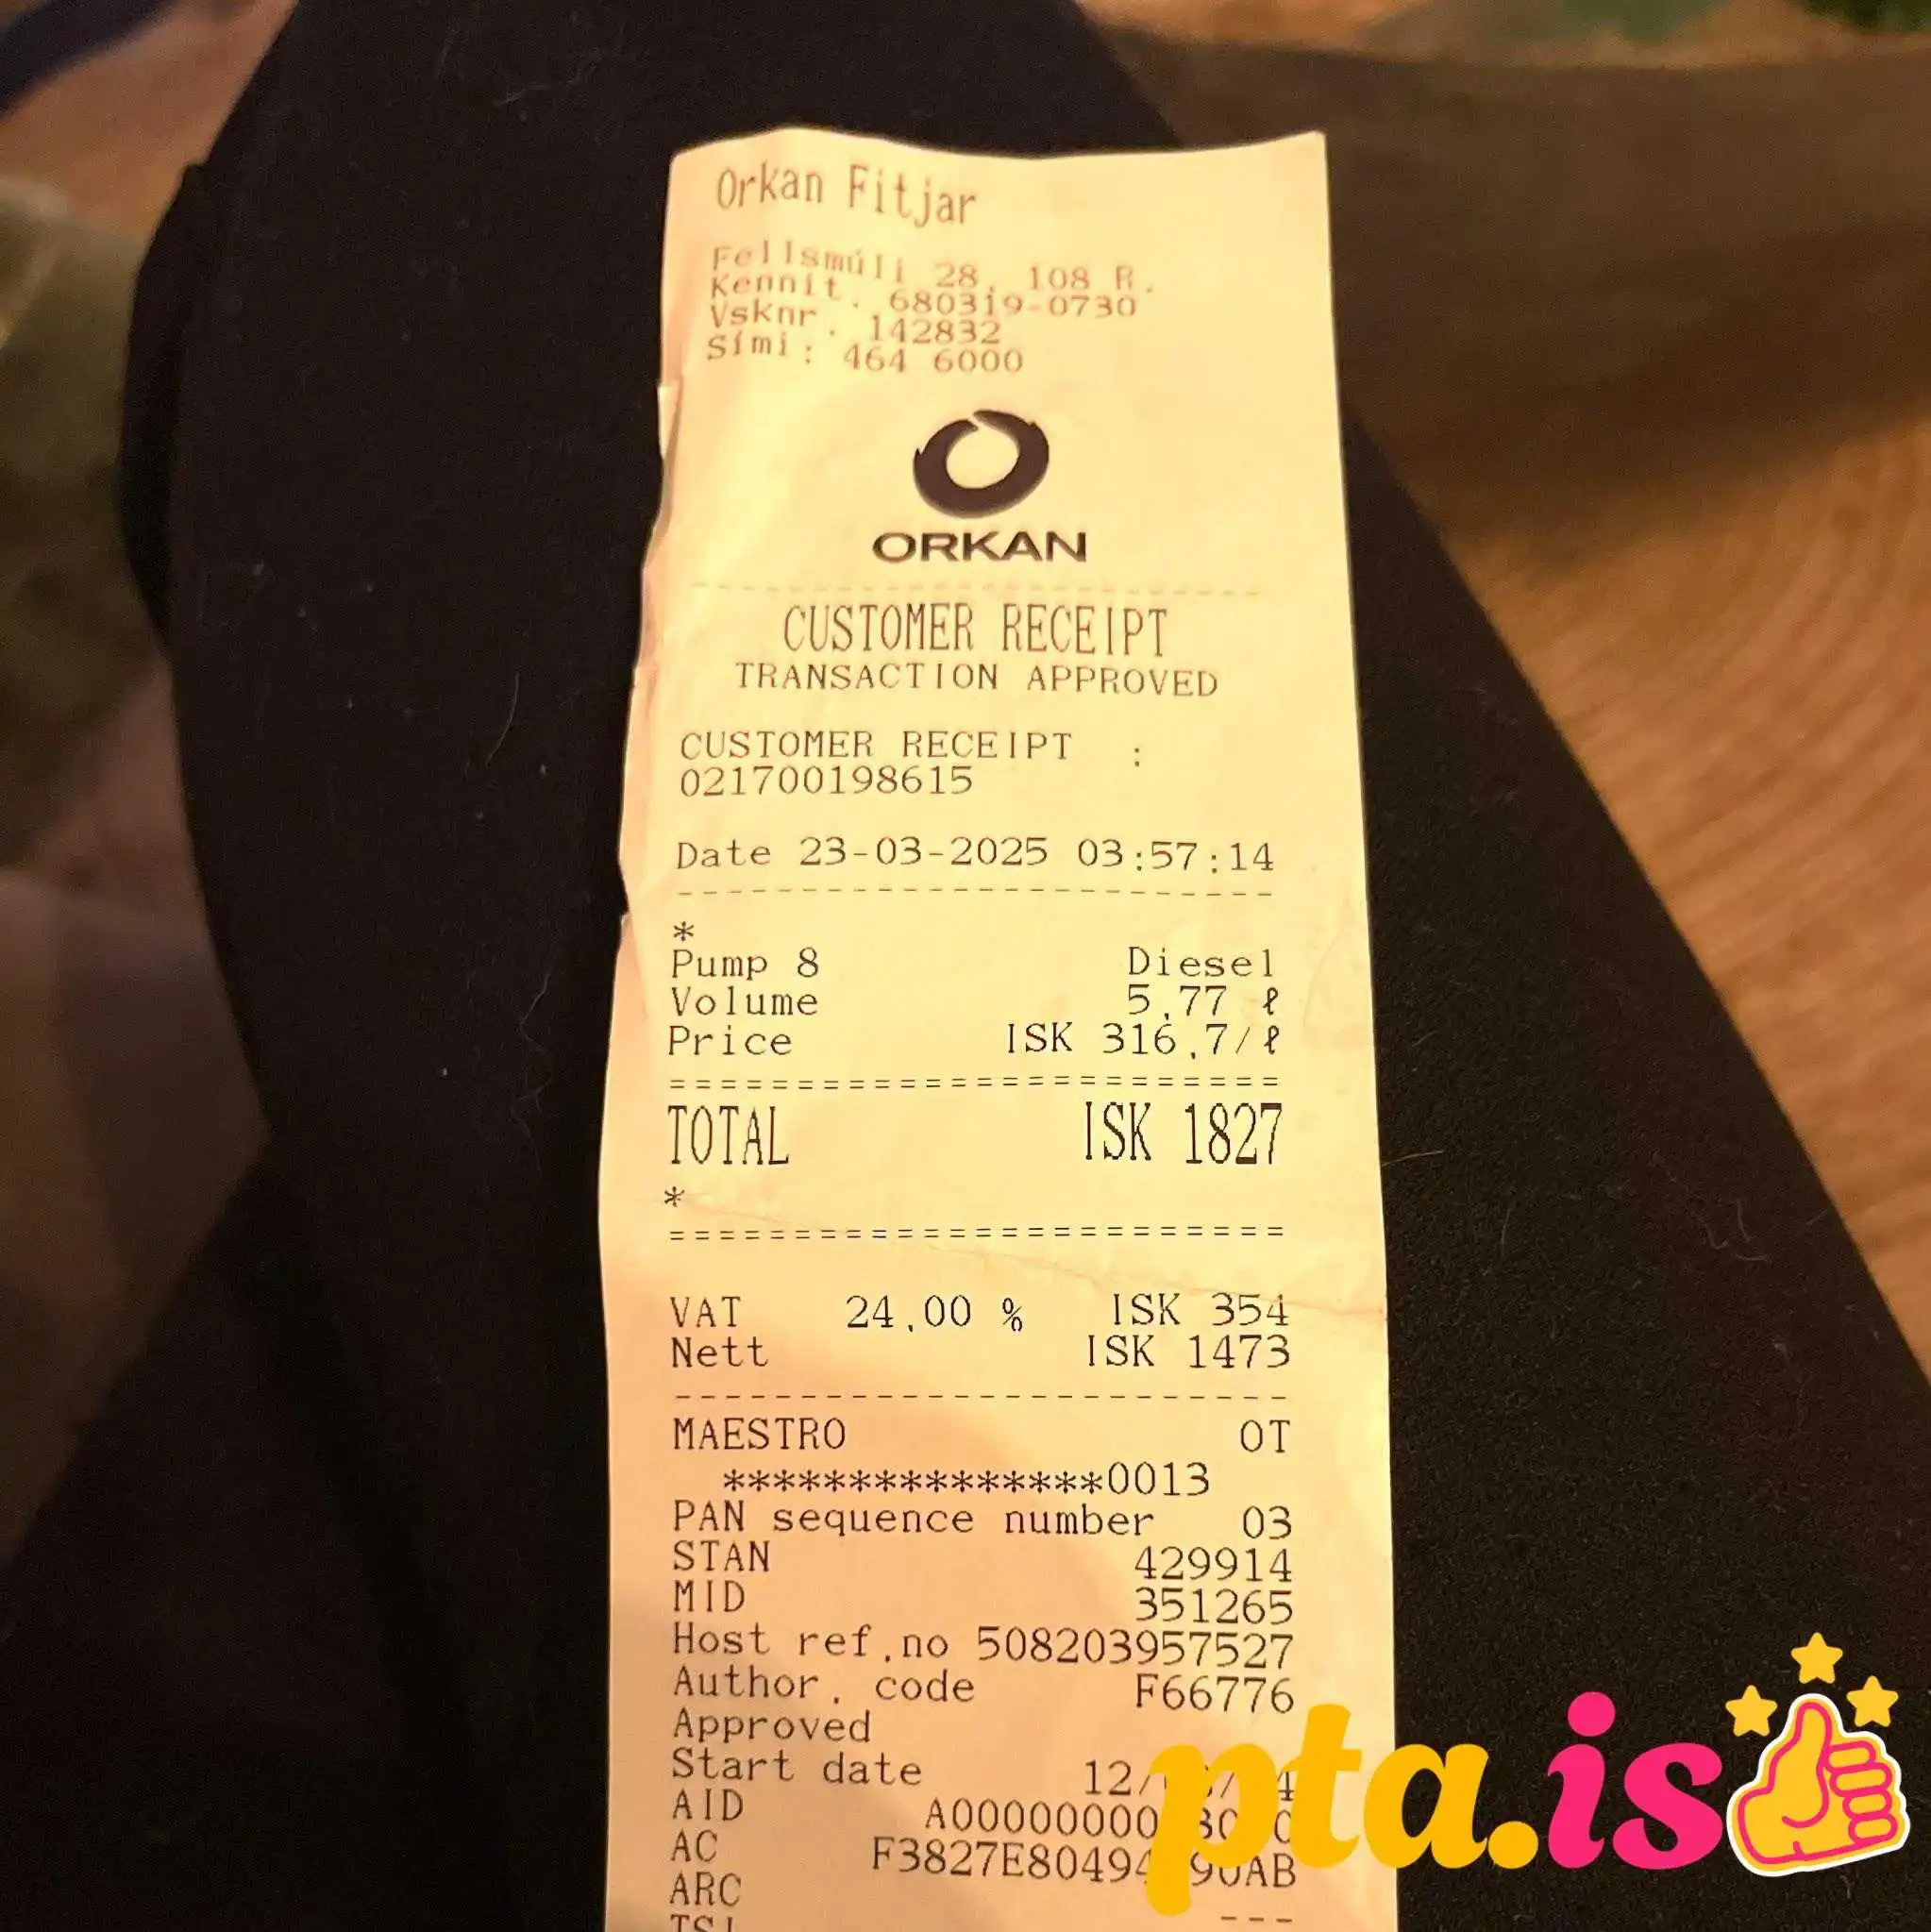 Orkan Fitjar
Fellsmúli 28, 108 R.
Kennit. 680319-0730
Vsknr. 142832
Sími: 464 6000
ORKAN
CUSTOMER RECEIPT
TRANSACTION APPROVED
CUSTOMER RECEIPT :
021700198615
Date 23-03-2025 03:57:14
*
Pump 8 Diesel
Volume 5,77 ℓ
Price ISK 316,7/ℓ
TOTAL ISK 1827
*
VAT 24,00 % ISK 354
Nett ISK 1473
MAESTRO OT
***************0013
PAN sequence number 03
STAN 429914
MID 351265
Host ref.no 508203957527
Author. code F66776
Approved
Start date
AID
AC
ARC
pta.is